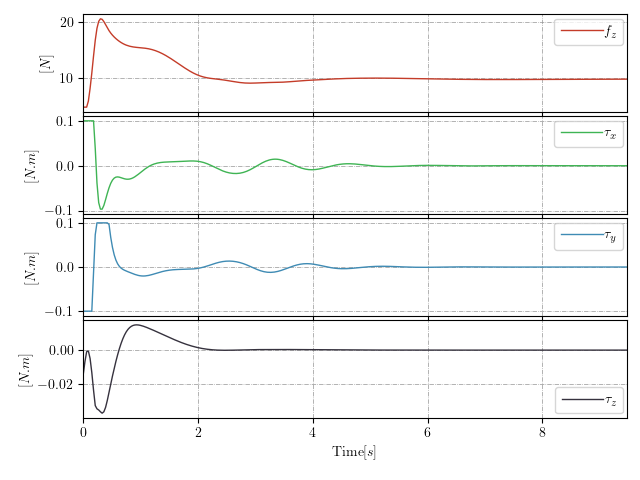 20
10
[N]
f_z
0.1
0.0
−0.1
[N.m]
τ_x
0.1
0.0
−0.1
[N.m]
τ_y
0.00
−0.02
[N.m]
τ_z
0 2 4 6 8
Time[s]